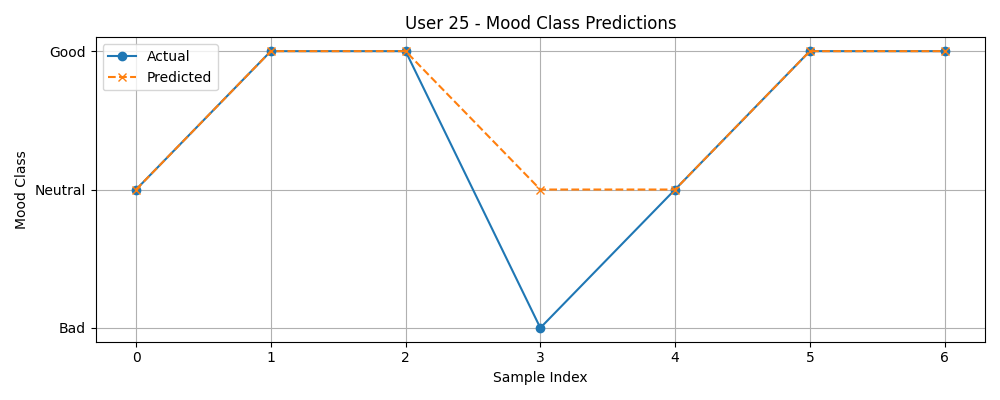 User 25 - Mood Class Predictions
Actual
Predicted
Mood Class
Good
Neutral
Bad
0 1 2 3 4 5 6
Sample Index